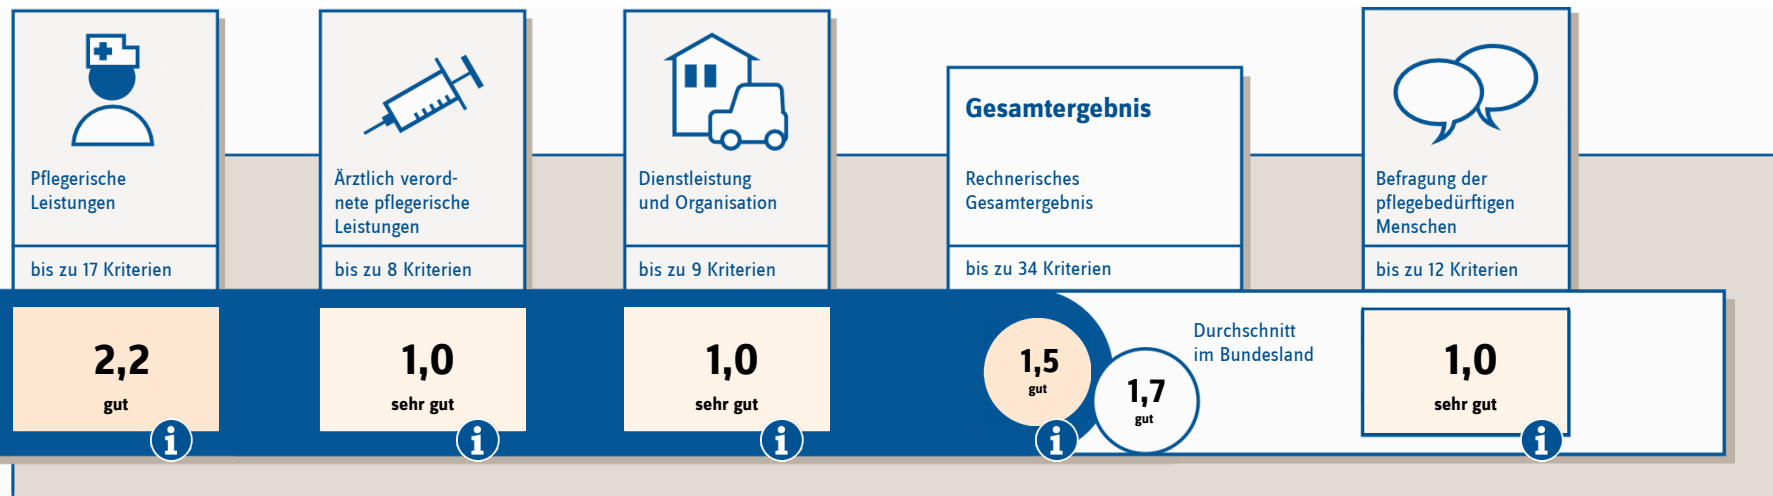 Pflegerische
Leistungen
bis zu 17 Kriterien
2,2
gut
i
Ärztlich verord-
nete pflegerische
Leistungen
bis zu 8 Kriterien
1,0
sehr gut
i
Dienstleistung
und Organisation
bis zu 9 Kriterien
1,0
sehr gut
i
Gesamtergebnis
Rechnerisches
Gesamtergebnis
bis zu 34 Kriterien
1,5
gut
i
1,7
gut
Durchschnitt
im Bundesland
Befragung der
pflegebedürftigen
Menschen
bis zu 12 Kriterien
1,0
sehr gut
i